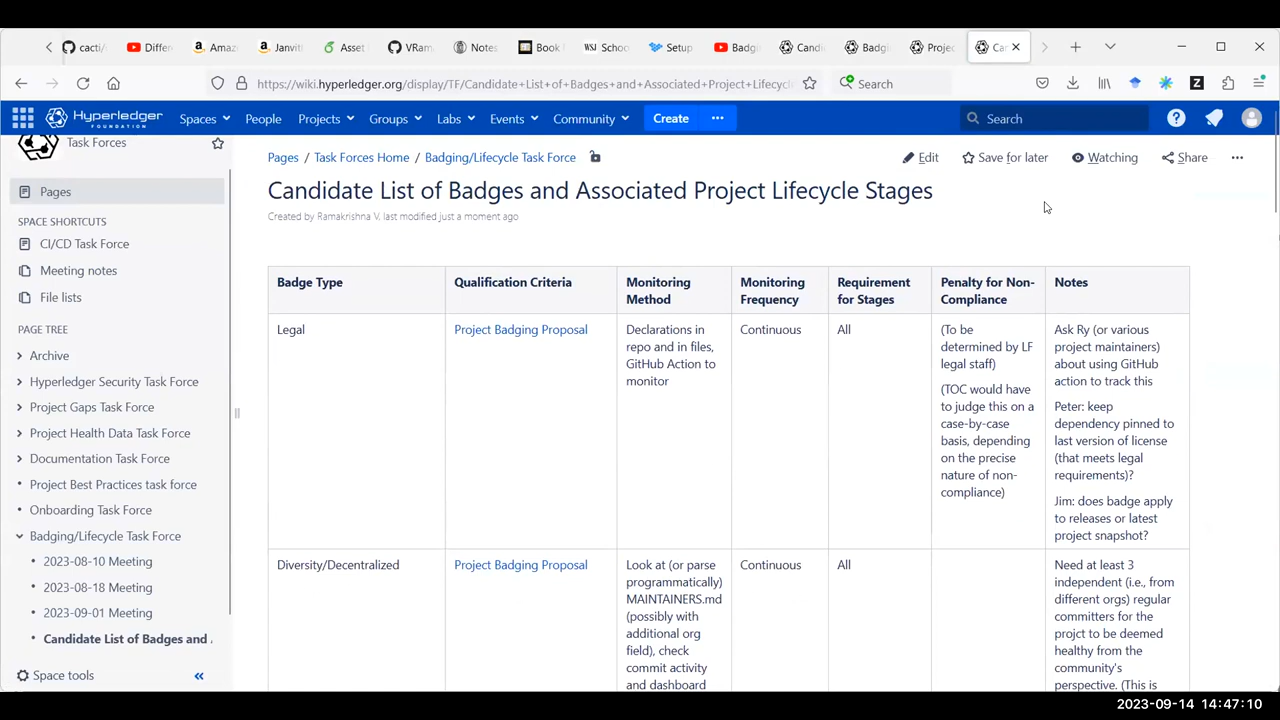 cacti/
Differ
Amaz
Janviti
Asset
VRam
Notes
Book
WSJ Schoo
Setup
Badgi
Candi
Badgi
Projec
Car
https://wiki.hyperledger.org/display/TF/Candidate+List+of+Badges+and+Associated+Project+Lifecycle
Search
Hyperledger
FOUNDATION
Spaces
People
Projects
Groups
Labs
Events
Community
Create
Search
Task Forces
Pages
SPACE SHORTCUTS
CI/CD Task Force
Meeting notes
File lists
PAGE TREE
Archive
Hyperledger Security Task Force
Project Gaps Task Force
Project Health Data Task Force
Documentation Task Force
Project Best Practices task force
Onboarding Task Force
Badging/Lifecycle Task Force
2023-08-10 Meeting
2023-08-18 Meeting
2023-09-01 Meeting
Candidate List of Badges and
Space tools
Pages / Task Forces Home / Badging/Lifecycle Task Force
Edit
Save for later
Watching
Share
Candidate List of Badges and Associated Project Lifecycle Stages
Created by Ramakrishna V, last modified just a moment ago
Badge Type
Qualification Criteria
Monitoring
Method
Monitoring
Frequency
Requirement
for Stages
Penalty for Non-
Compliance
Notes
Legal
Project Badging Proposal
Declarations in
repo and in files,
GitHub Action to
monitor
Continuous
All
(To be
determined by LF
legal staff)
(TOC would have
to judge this on a
case-by-case
basis, depending
on the precise
nature of non-
compliance)
Ask Ry (or various
project maintainers)
about using GitHub
action to track this
Peter: keep
dependency pinned to
last version of license
(that meets legal
requirements)?
Jim: does badge apply
to releases or latest
project snapshot?
Diversity/Decentralized
Project Badging Proposal
Look at (or parse
programmatically)
MAINTAINERS.md
(possibly with
additional org
field), check
commit activity
and dashboard
Continuous
All
Need at least 3
independent (i.e., from
different orgs) regular
committers for the
projct to be deemed
healthy from the
community's
perspective. (This is
2023-09-14 14:47:10